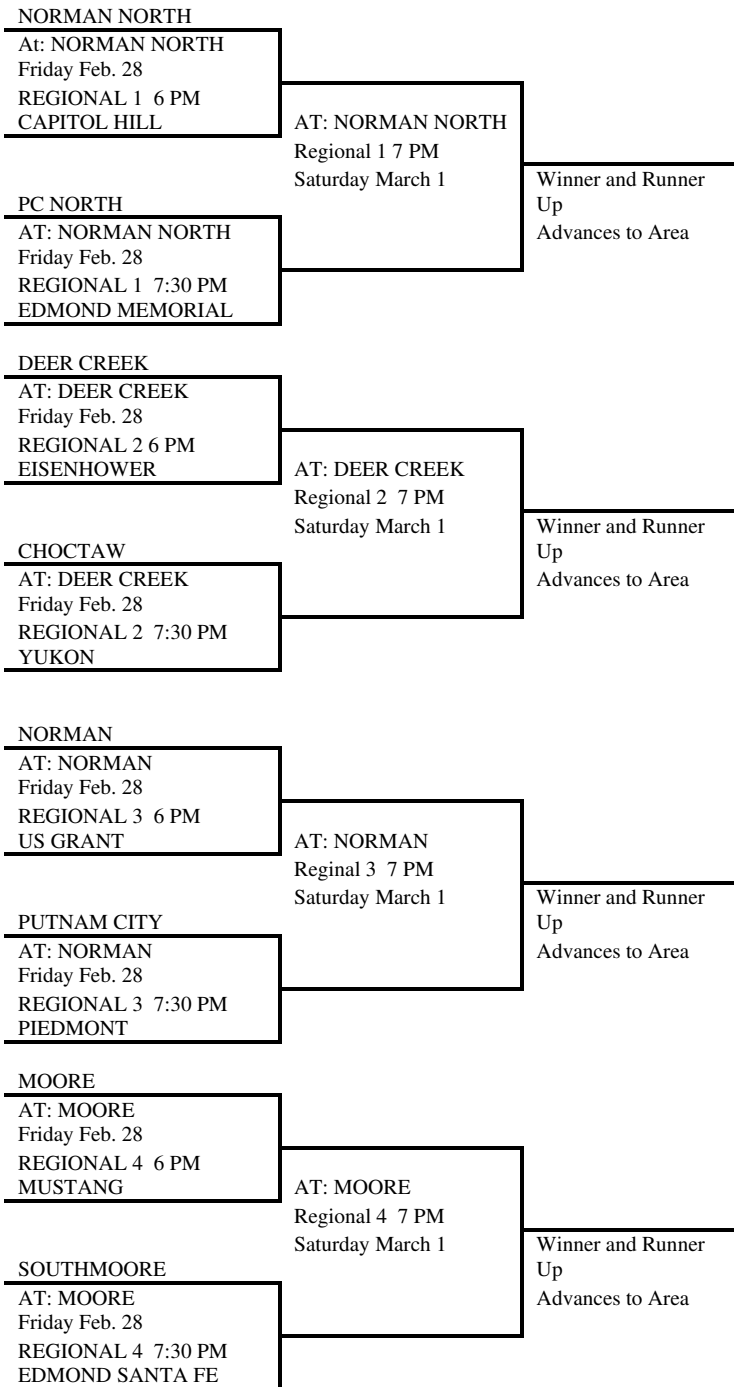 NORMAN NORTH
At: NORMAN NORTH
Friday Feb. 28
REGIONAL 1  6 PM
CAPITOL HILL
AT: NORMAN NORTH
Regional 1 7 PM
Saturday March 1
Winner and Runner
Up
Advances to Area
PC NORTH
AT: NORMAN NORTH
Friday Feb. 28
REGIONAL 1  7:30 PM
EDMOND MEMORIAL
DEER CREEK
AT: DEER CREEK
Friday Feb. 28
REGIONAL 2 6 PM
EISENHOWER
AT: DEER CREEK
Regional 2  7 PM
Saturday March 1
Winner and Runner
Up
Advances to Area
CHOCTAW
AT: DEER CREEK
Friday Feb. 28
REGIONAL 2  7:30 PM
YUKON
NORMAN
AT: NORMAN
Friday Feb. 28
REGIONAL 3  6 PM
US GRANT
AT: NORMAN
Reginal 3  7 PM
Saturday March 1
Winner and Runner
Up
Advances to Area
PUTNAM CITY
AT: NORMAN
Friday Feb. 28
REGIONAL 3  7:30 PM
PIEDMONT
MOORE
AT: MOORE
Friday Feb. 28
REGIONAL 4  6 PM
MUSTANG
AT: MOORE
Regional 4  7 PM
Saturday March 1
Winner and Runner
Up
Advances to Area
SOUTHMOORE
AT: MOORE
Friday Feb. 28
REGIONAL 4  7:30 PM
EDMOND SANTA FE